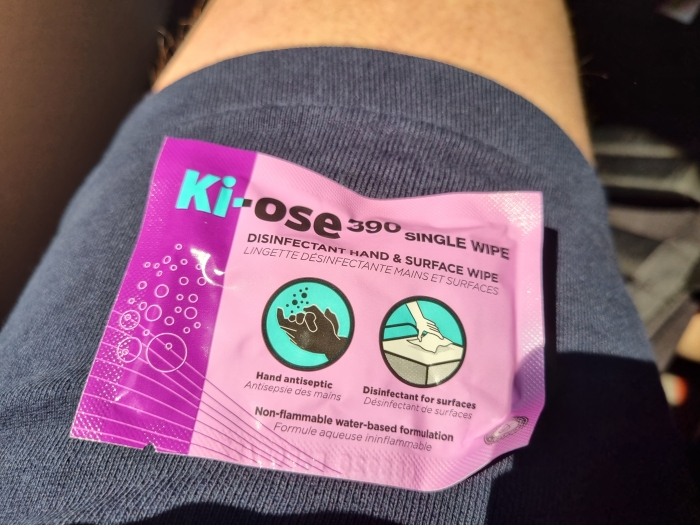 Ki-ose 390 SINGLE WIPE
DISINFECTANT HAND & SURFACE WIPE
LINGETTE DÉSINFECTANTE MAINS ET SURFACES
Hand antiseptic
Antisepsie des mains
Disinfectant for surfaces
Désinfectant de surfaces
Non-flammable water-based formulation
Formule aqueuse ininflammable